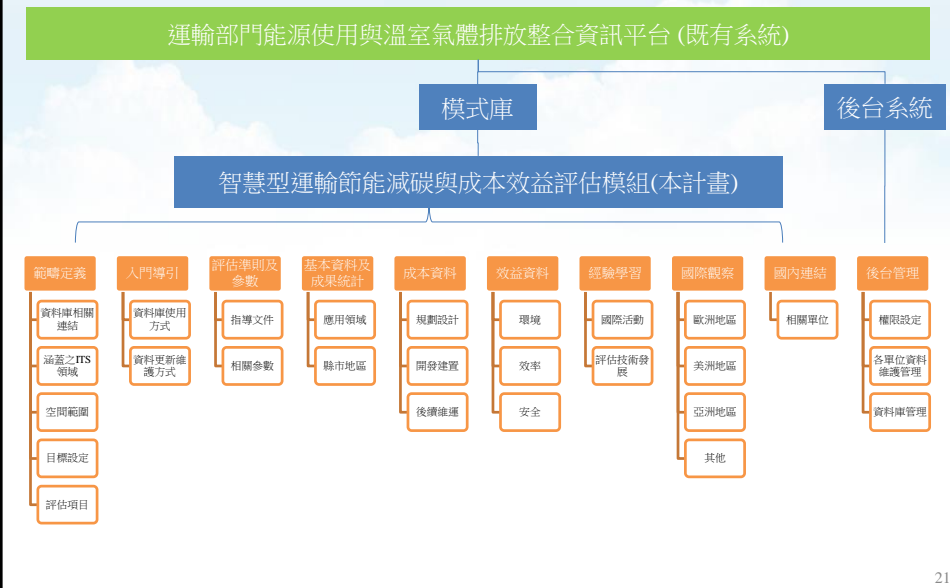 運輸部門能源使用與溫室氣體排放整合資訊平台 (既有系統)
模式庫
後台系統
智慧型運輸節能減碳與成本效益評估模組(本計畫)
範疇定義
入門導引
評估準則及
參數
基本資料及
成果統計
成本資料
效益資料
經驗學習
國際觀察
國內連結
後台管理
資料庫相關
連結
資料庫使用
方式
指導文件
應用領域
規劃設計
環境
國際活動
歐洲地區
相關單位
權限設定
涵蓋之ITS
領域
資料更新維
護方式
相關參數
縣市地區
開發建置
效率
評估技術發
展
美洲地區
各單位資料
維護管理
空間範圍
後續維運
安全
亞洲地區
資料庫管理
目標設定
其他
評估項目
21